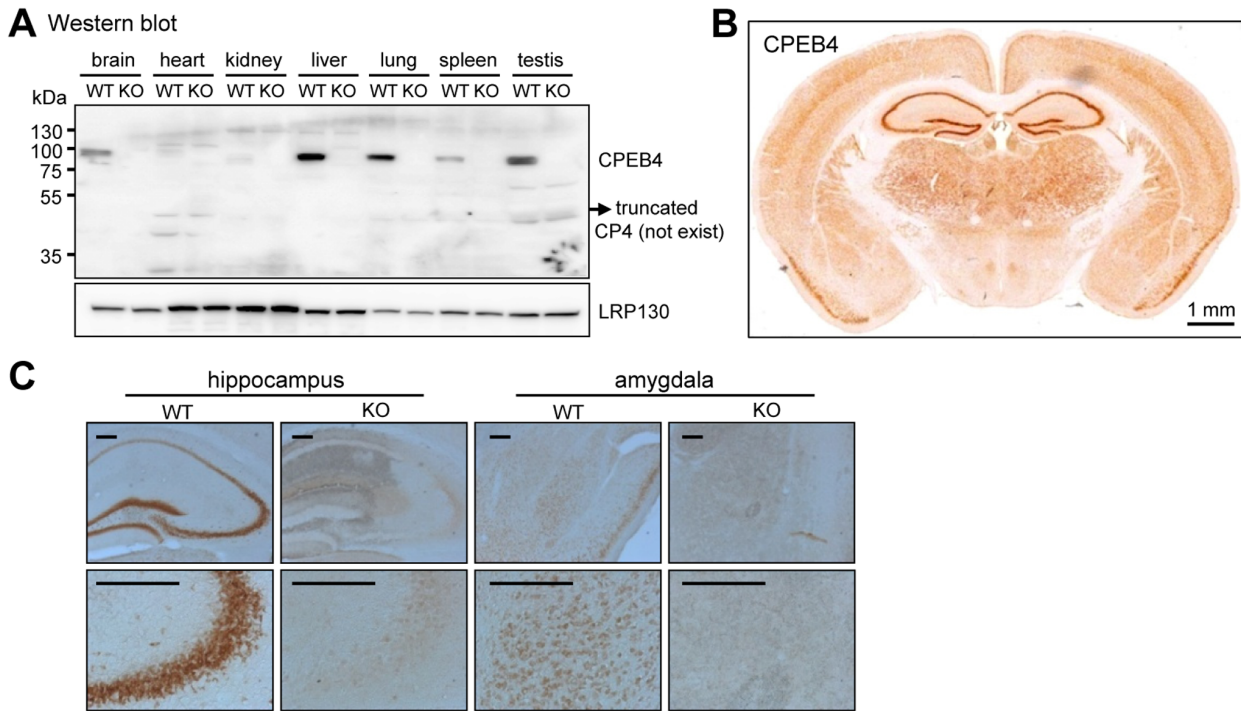 A Western blot
brain heart kidney liver lung spleen testis
WT KO WT KO WT KO WT KO WT KO WT KO WT KO
kDa
130
100
75
55
35
CPEB4
truncated
CP4 (not exist)
LRP130
B
CPEB4
1 mm
C
hippocampus amygdala
WT KO WT KO